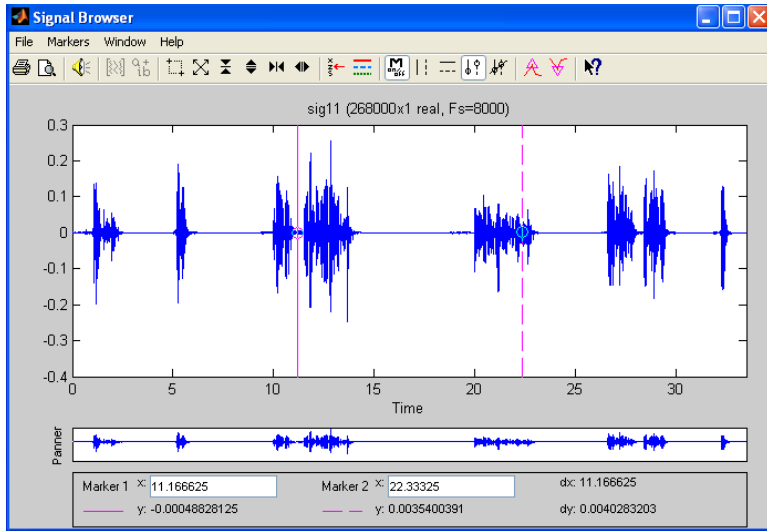 Signal Browser
File Markers Window Help
M
on/off
sig11 (268000x1 real, Fs=8000)
0.3
0.2
0.1
0
-0.1
-0.2
-0.3
-0.4
0 5 10 15 20 25 30
Time
Panner
Marker 1 x: 11.166625 Marker 2 x: 22.33325 dx: 11.166625
y: -0.00048828125 y: 0.0035400391 dy: 0.0040283203